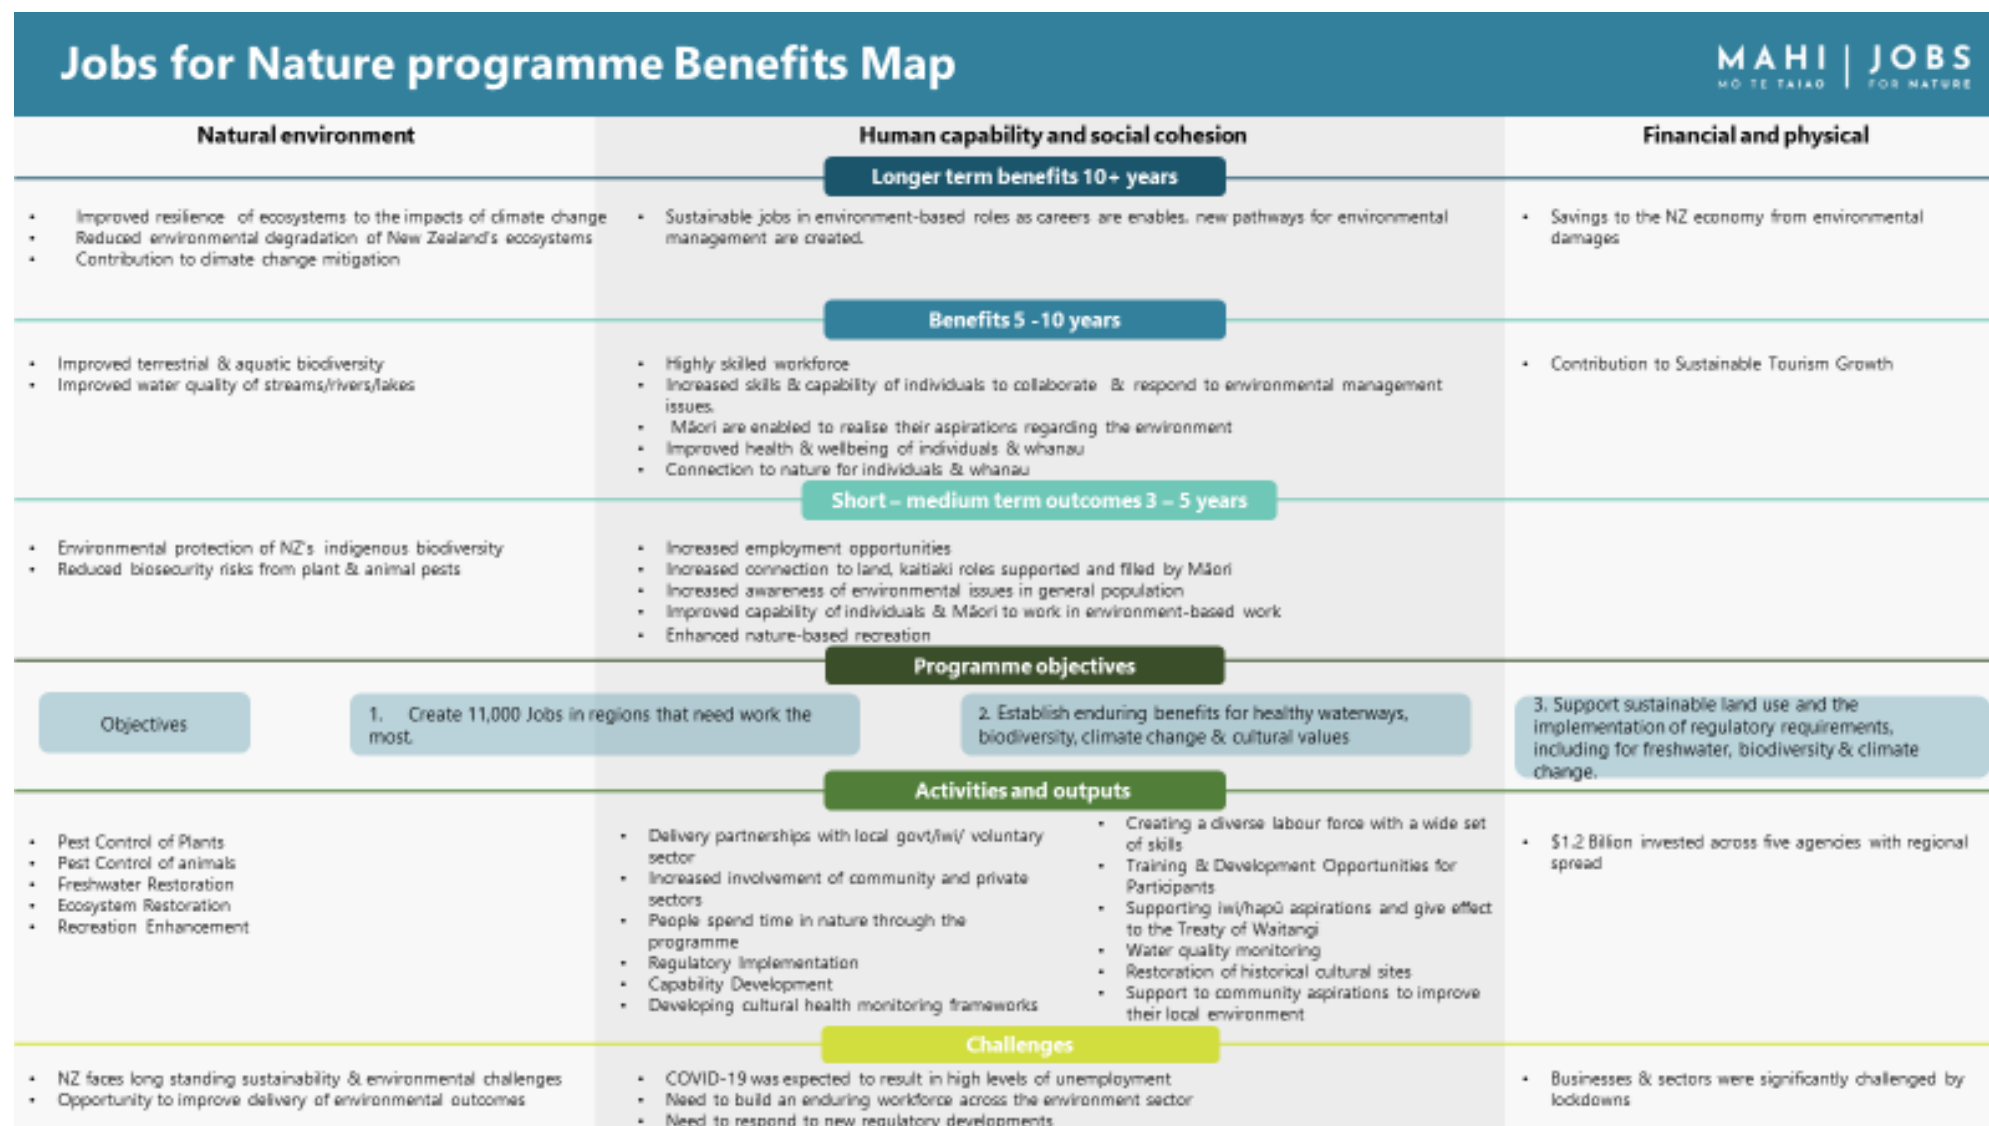 Jobs for Nature programme Benefits Map
MAHI | JOBS
MŌ TE TAIAO | FOR NATURE
Natural environment
Human capability and social cohesion
Financial and physical
Longer term benefits 10+ years
• Improved resilience of ecosystems to the impacts of climate change
• Reduced environmental degradation of New Zealand's ecosystems
• Contribution to climate change mitigation
• Sustainable jobs in environment-based roles as careers are enables. new pathways for environmental
management are created.
• Savings to the NZ economy from environmental
damages
Benefits 5 -10 years
• Improved terrestrial & aquatic biodiversity
• Improved water quality of streams/rivers/lakes
• Highly skilled workforce
• Increased skills & capability of individuals to collaborate & respond to environmental management
issues.
• Māori are enabled to realise their aspirations regarding the environment
• Improved health & wellbeing of individuals & whanau
• Connection to nature for individuals & whanau
• Contribution to Sustainable Tourism Growth
Short – medium term outcomes 3 – 5 years
• Environmental protection of NZ's indigenous biodiversity
• Reduced biosecurity risks from plant & animal pests
• Increased employment opportunities
• Increased connection to land, kaitiaki roles supported and filled by Māori
• Increased awareness of environmental issues in general population
• Improved capability of individuals & Māori to work in environment-based work
• Enhanced nature-based recreation
Programme objectives
Objectives
1. Create 11,000 Jobs in regions that need work the
most.
2. Establish enduring benefits for healthy waterways,
biodiversity, climate change & cultural values
3. Support sustainable land use and the
implementation of regulatory requirements,
including for freshwater, biodiversity & climate
change.
Activities and outputs
• Pest Control of Plants
• Pest Control of animals
• Freshwater Restoration
• Ecosystem Restoration
• Recreation Enhancement
• Delivery partnerships with local govt/iwi/ voluntary
sector
• Increased involvement of community and private
sectors
• People spend time in nature through the
programme
• Regulatory Implementation
• Capability Development
• Developing cultural health monitoring frameworks
• Creating a diverse labour force with a wide set
of skills
• Training & Development Opportunities for
Participants
• Supporting iwi/hapū aspirations and give effect
to the Treaty of Waitangi
• Water quality monitoring
• Restoration of historical cultural sites
• Support to community aspirations to improve
their local environment
• $1.2 Billion invested across five agencies with regional
spread
Challenges
• NZ faces long standing sustainability & environmental challenges
• Opportunity to improve delivery of environmental outcomes
• COVID-19 was expected to result in high levels of unemployment
• Need to build an enduring workforce across the environment sector
• Need to respond to new regulatory developments
• Businesses & sectors were significantly challenged by
lockdowns